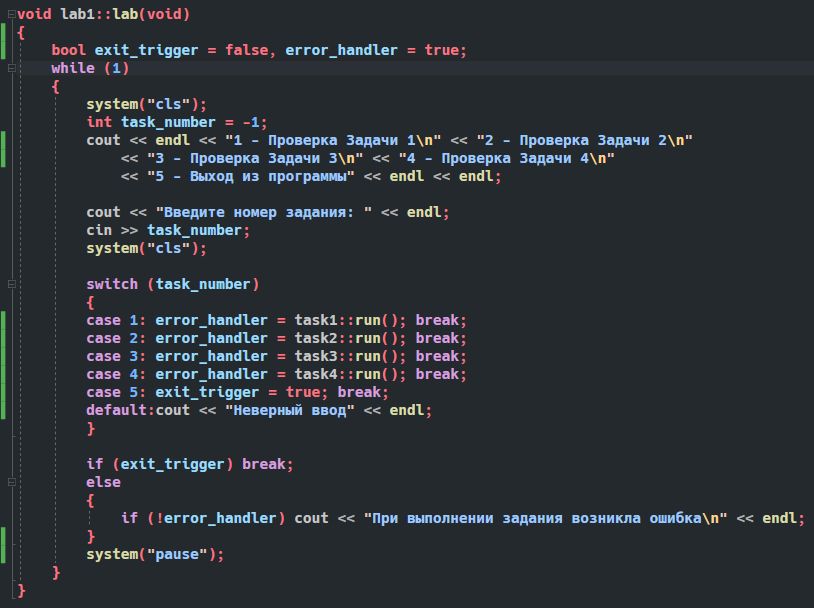 void lab1::lab(void)
{
    bool exit_trigger = false, error_handler = true;
    while (1)
    {
        system("cls");
        int task_number = -1;
        cout << endl << "1 - Проверка Задачи 1\n" << "2 - Проверка Задачи 2\n"
            << "3 - Проверка Задачи 3\n" << "4 - Проверка Задачи 4\n"
            << "5 - Выход из программы" << endl << endl;

        cout << "Введите номер задания: " << endl;
        cin >> task_number;
        system("cls");

        switch (task_number)
        {
        case 1: error_handler = task1::run(); break;
        case 2: error_handler = task2::run(); break;
        case 3: error_handler = task3::run(); break;
        case 4: error_handler = task4::run(); break;
        case 5: exit_trigger = true; break;
        default:cout << "Неверный ввод" << endl;
        }

        if (exit_trigger) break;
        else
        {
            if (!error_handler) cout << "При выполнении задания возникла ошибка\n" << endl;
        }
        system("pause");
    }
}